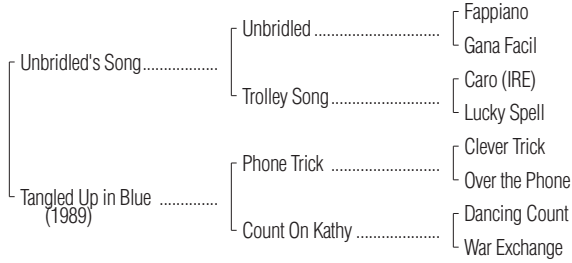 Fappiano
Unbridled ..............................
Gana Facil
Unbridled's Song..................
Caro (IRE)
Trolley Song..........................
Lucky Spell
Clever Trick
Phone Trick ..........................
Over the Phone
Tangled Up in Blue ..............
(1989)
Dancing Count
Count On Kathy ....................
War Exchange